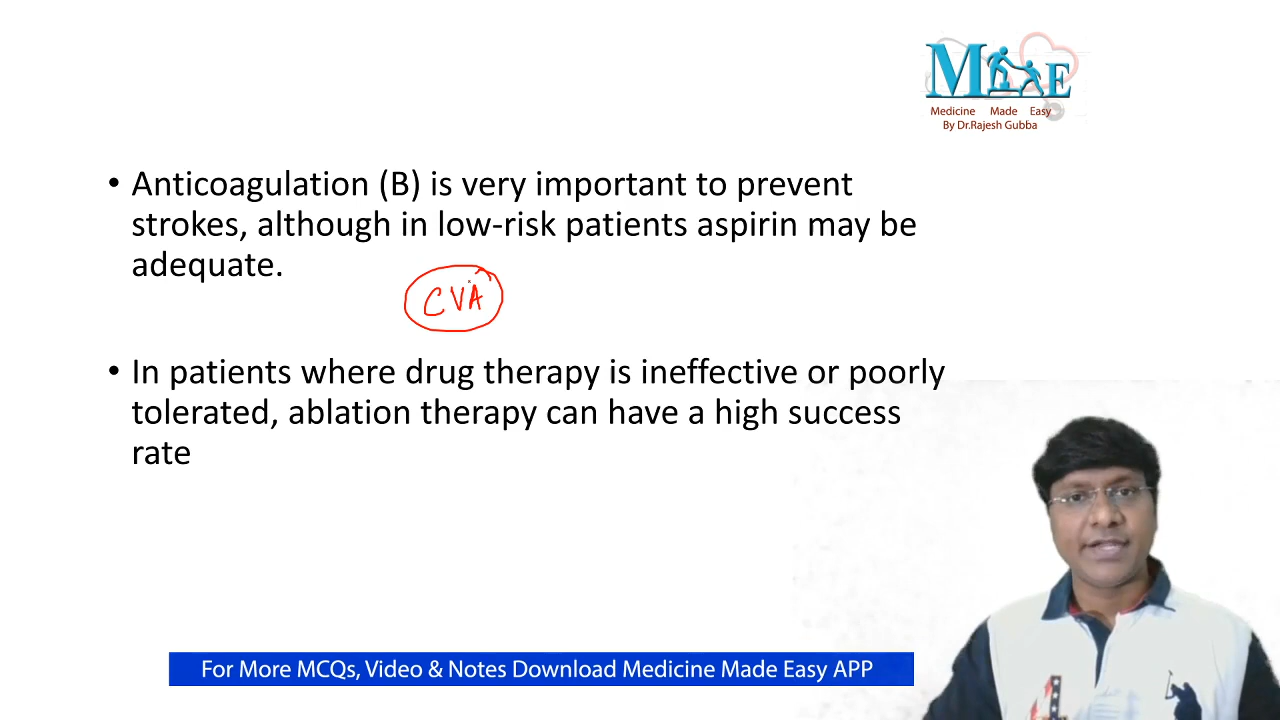 M E
Medicine Made Easy
By Dr.Rajesh Gubba
• Anticoagulation (B) is very important to prevent
strokes, although in low-risk patients aspirin may be
adequate.
CVA
• In patients where drug therapy is ineffective or poorly
tolerated, ablation therapy can have a high success
rate
For More MCQs, Video & Notes Download Medicine Made Easy APP